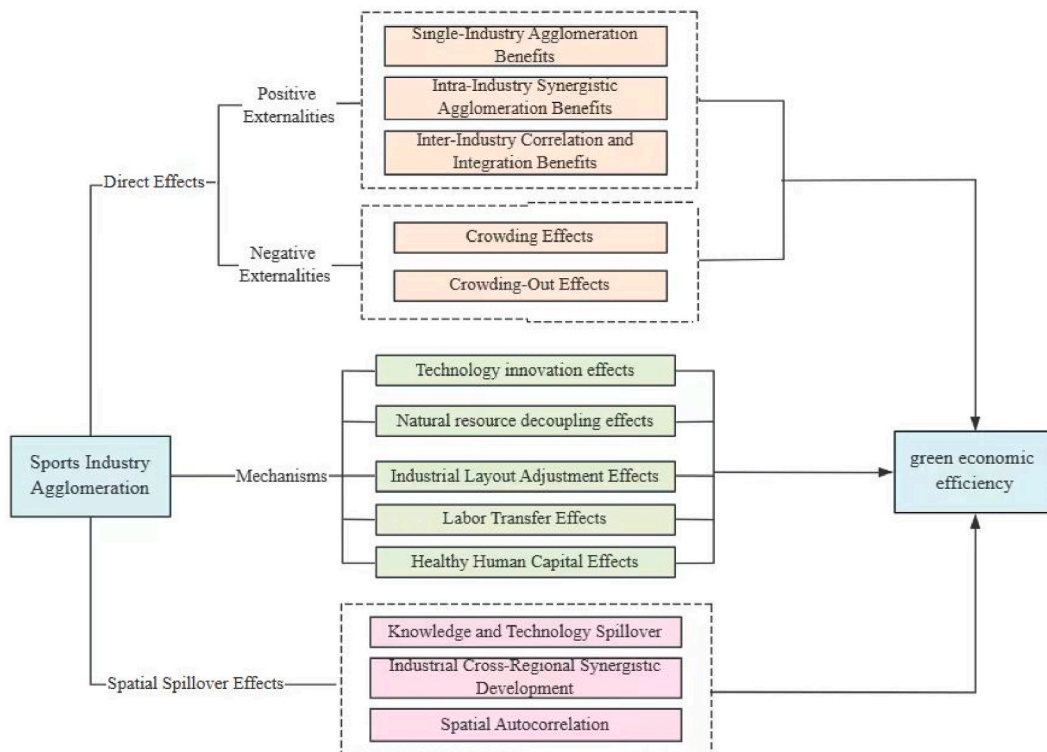 Single-Industry Agglomeration
Benefits
Positive
Externalities
Intra-Industry Synergistic
Agglomeration Benefits
Inter-Industry Correlation and
Integration Benefits
Direct Effects
Negative
Externalities
Crowding Effects
Crowding-Out Effects
Technology innovation effects
Natural resource decoupling effects
Sports Industry
Agglomeration
Mechanisms
Industrial Layout Adjustment Effects
green economic
efficiency
Labor Transfer Effects
Healthy Human Capital Effects
Knowledge and Technology Spillover
Spatial Spillover Effects
Industrial Cross-Regional Synergistic
Development
Spatial Autocorrelation